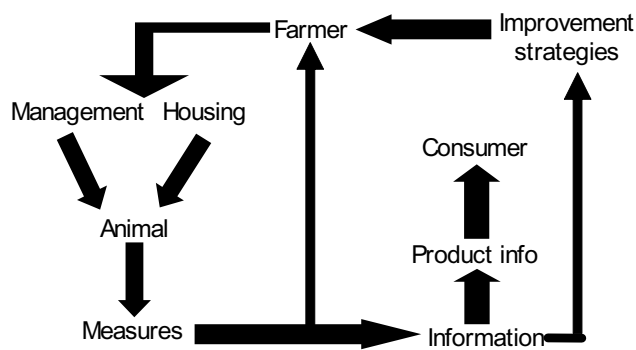 Farmer
Improvement
strategies
Management Housing
Consumer
Animal
Product info
Measures
Information